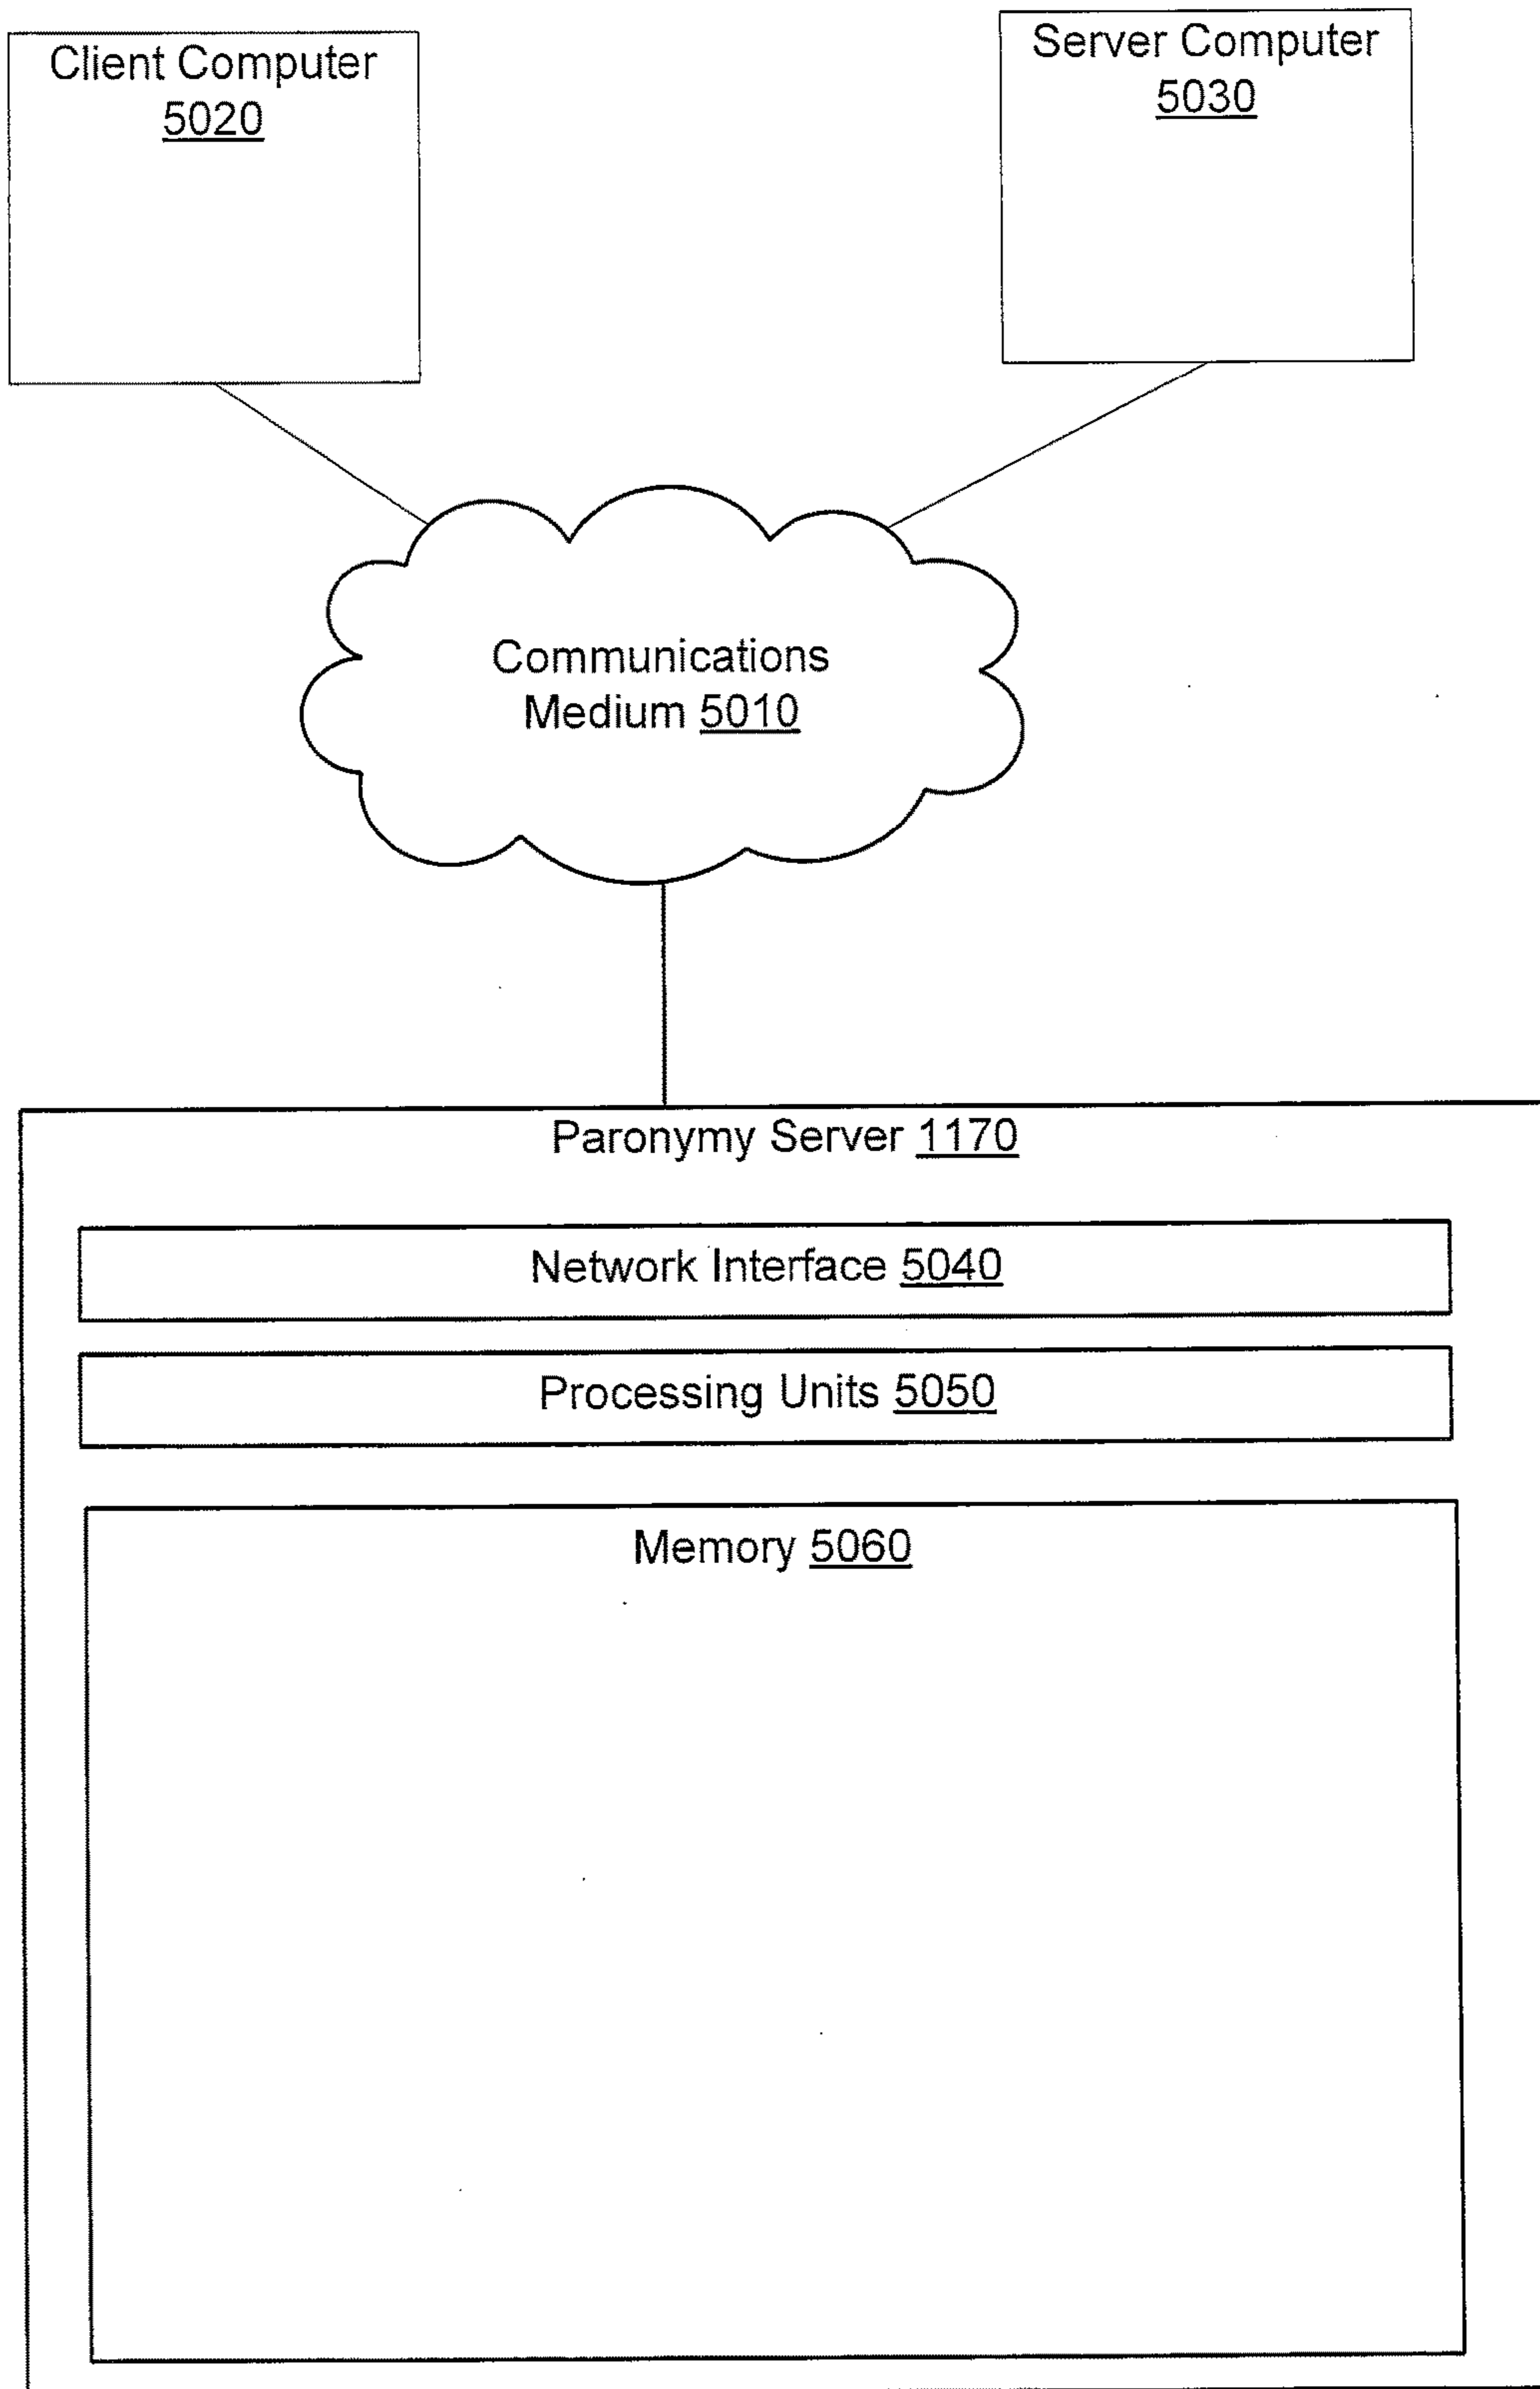 Client Computer
5020
Server Computer
5030
Communications
Medium 5010
Paronymy Server 1170
Network Interface 5040
Processing Units 5050
Memory 5060